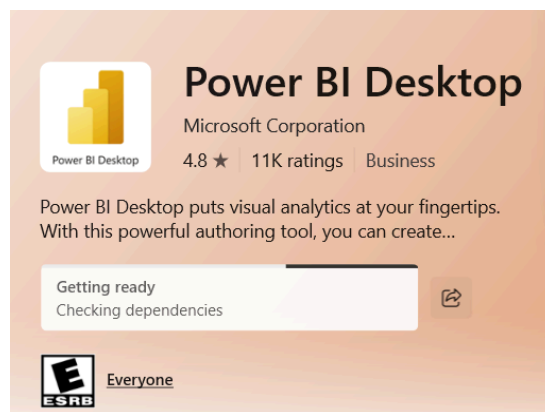 Power BI Desktop
Power BI Desktop
Microsoft Corporation
4.8 ★ 11K ratings Business
Power BI Desktop puts visual analytics at your fingertips.
With this powerful authoring tool, you can create...
Getting ready
Checking dependencies
E
ESRB
Everyone